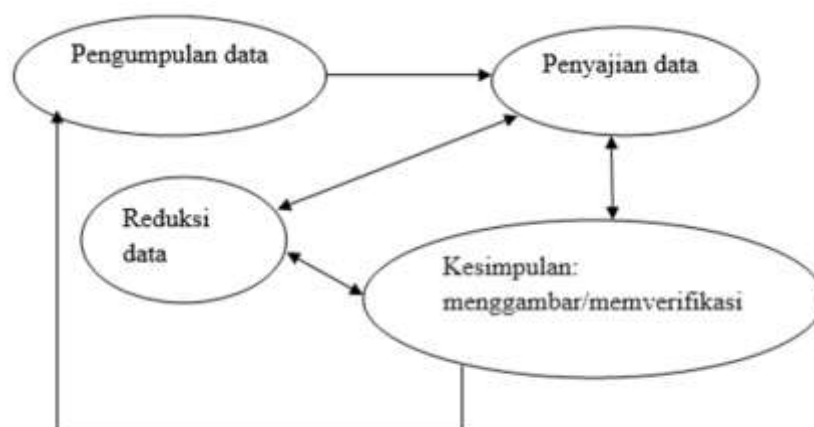 Pengumpulan data
Penyajian data
Reduksi
data
Kesimpulan:
menggambar/memverifikasi